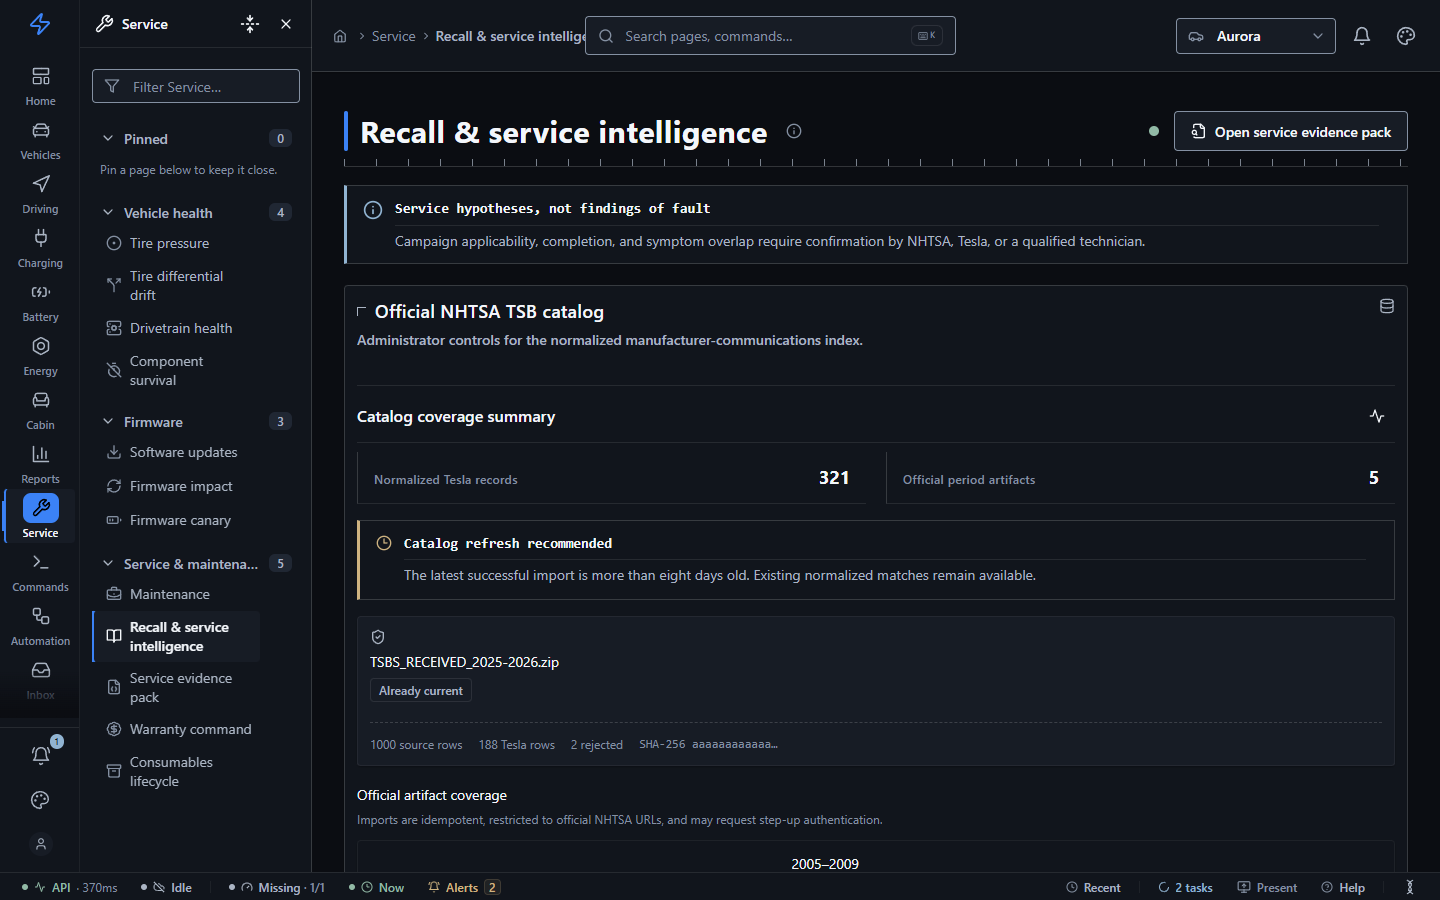 Service
Home
Vehicles
Driving
Charging
Battery
Energy
Cabin
Reports
Service
Commands
Automation
Inbox
1
Filter Service...
Pinned 0
Pin a page below to keep it close.
Vehicle health 4
Tire pressure
Tire differential
drift
Drivetrain health
Component
survival
Firmware 3
Software updates
Firmware impact
Firmware canary
Service & maintena... 5
Maintenance
Recall & service
intelligence
Service evidence
pack
Warranty command
Consumables
lifecycle
Service
Recall & service intellige
Search pages, commands...
K
Aurora
Recall & service intelligence
Open service evidence pack
Service hypotheses, not findings of fault
Campaign applicability, completion, and symptom overlap require confirmation by NHTSA, Tesla, or a qualified technician.
Official NHTSA TSB catalog
Administrator controls for the normalized manufacturer-communications index.
Catalog coverage summary
Normalized Tesla records 321
Official period artifacts 5
Catalog refresh recommended
The latest successful import is more than eight days old. Existing normalized matches remain available.
TSBS_RECEIVED_2025-2026.zip
Already current
1000 source rows 188 Tesla rows 2 rejected SHA-256 aaaaaaaaaaaa…
Official artifact coverage
Imports are idempotent, restricted to official NHTSA URLs, and may request step-up authentication.
2005–2009
API · 370ms Idle Missing · 1/1 Now Alerts 2 Recent 2 tasks Present Help